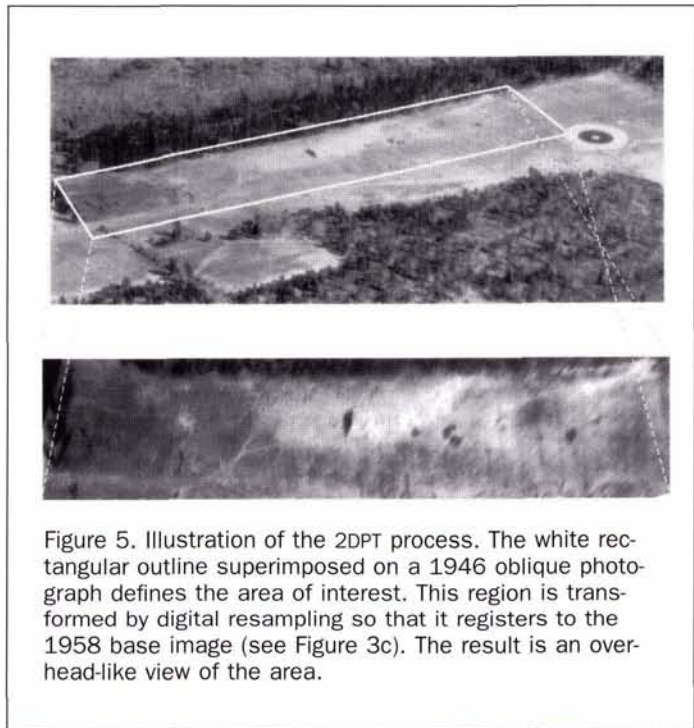 Figure 5. Illustration of the 2DPT process. The white rec-
tangular outline superimposed on a 1946 oblique photo-
graph defines the area of interest. This region is trans-
formed by digital resampling so that it registers to the
1958 base image (see Figure 3c). The result is an over-
head-like view of the area.